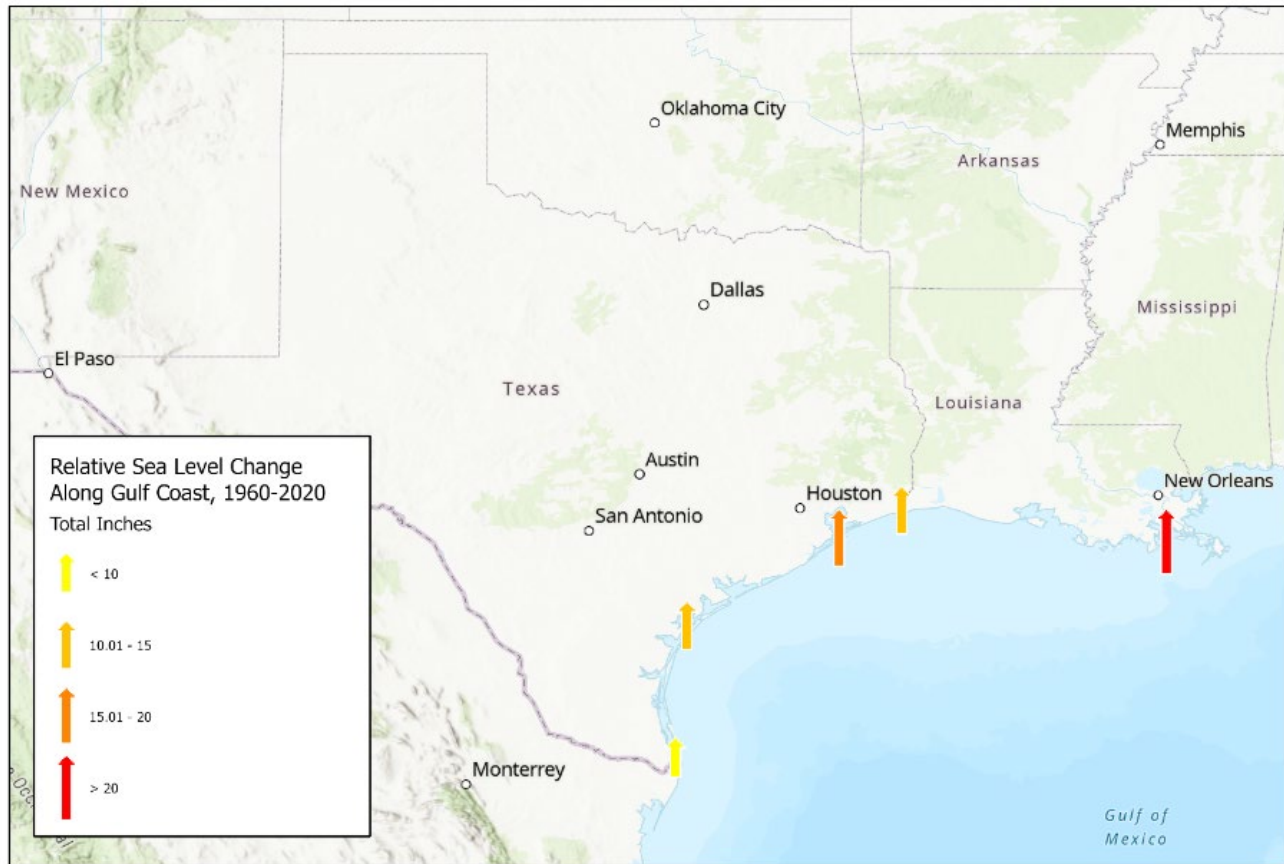 Oklahoma City
Memphis
Arkansas
New Mexico
Dallas
Mississippi
El Paso
Texas
Louisiana
Austin
Houston
New Orleans
San Antonio
Relative Sea Level Change
Along Gulf Coast, 1960-2020
Total Inches
< 10
10.01 - 15
15.01 - 20
> 20
Monterrey
Gulf of
Mexico